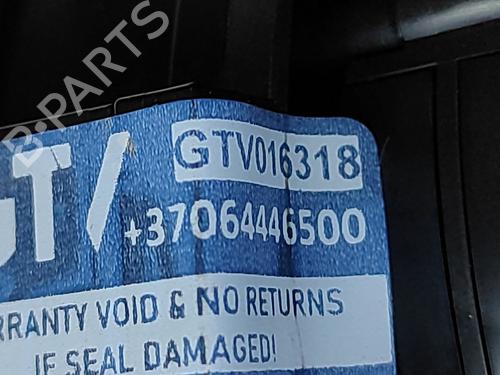 B-PARTS
GTV016318
GT/
+37064446500
RRANTY VOID & NO RETURNS
IF SEAL DAMAGED!